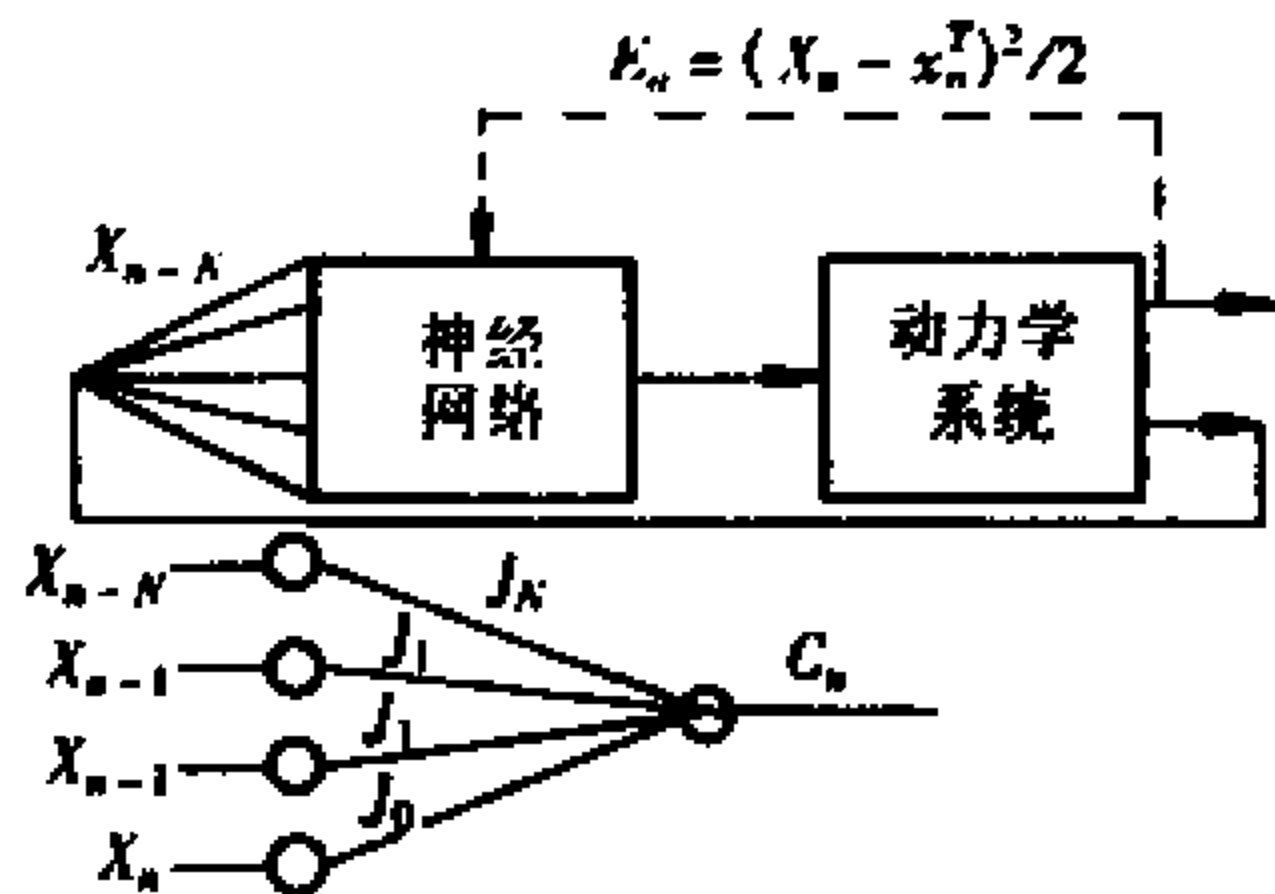 E_n = (X_n - x_n^T)^2/2
X_{n-N}
神经
网络
动力学
系统
X_{n-N}
J_N
X_{n-1}
J_1
C_n
X_{n-1}
J_1
J_0
X_n